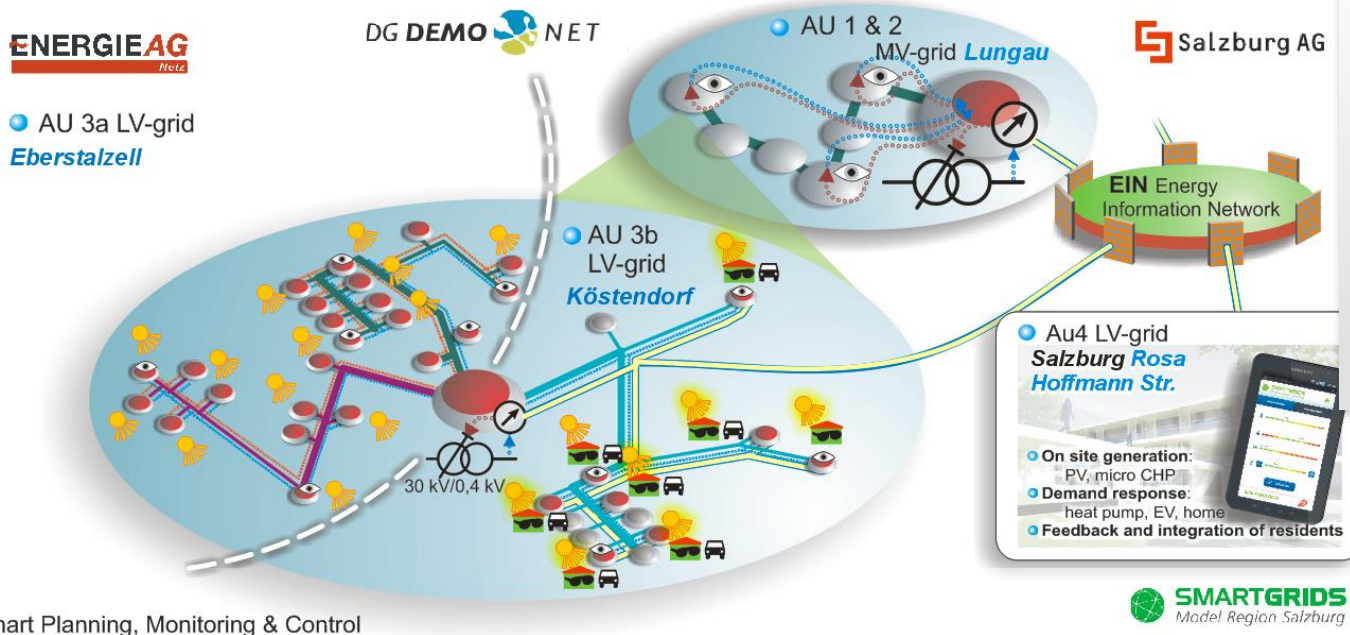 ENERGIEAG
Netz
DG DEMO NET
AU 1 & 2
MV-grid Lungau
Salzburg AG
AU 3a LV-grid
Eberstalzell
EIN Energy
Information Network
AU 3b
LV-grid
Köstendorf
30 kV/0,4 kV
Au4 LV-grid
Salzburg Rosa
Hoffmann Str.
On site generation:
PV, micro CHP
Demand response:
heat pump, EV, home
Feedback and integration of residents
SMARTGRIDS
Model Region Salzburg
Planning, Monitoring & Control